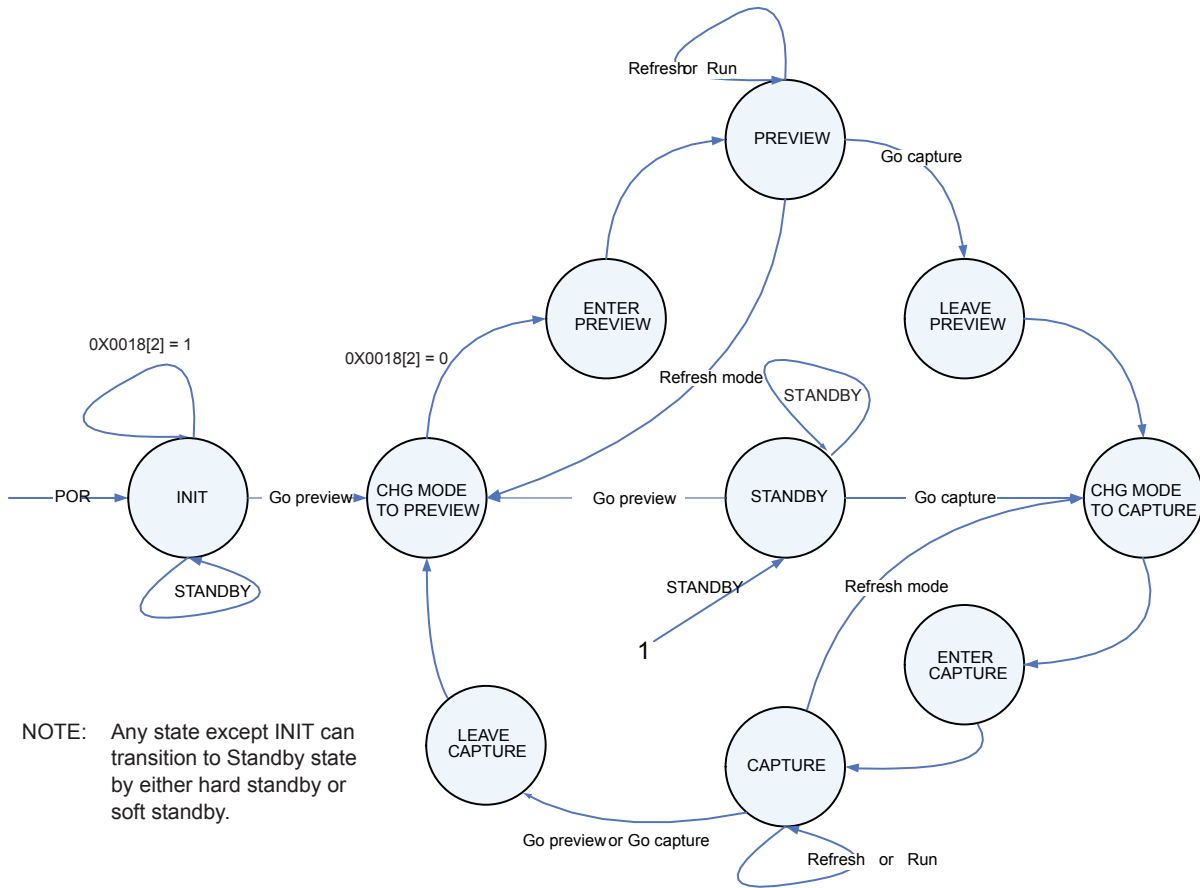 Refreshor Run
PREVIEW
Go capture
ENTER
PREVIEW
LEAVE
PREVIEW
0X0018[2] = 1
0X0018[2] = 0
Refresh mode
STANDBY
POR
INIT
Go preview
CHG MODE
TO PREVIEW
Go preview
STANDBY
Go capture
CHG MODE
TO CAPTURE
STANDBY
STANDBY
Refresh mode
1
ENTER
CAPTURE
NOTE: Any state except INIT can
transition to Standby state
by either hard standby or
soft standby.
LEAVE
CAPTURE
CAPTURE
Go preview or Go capture
Refresh or Run